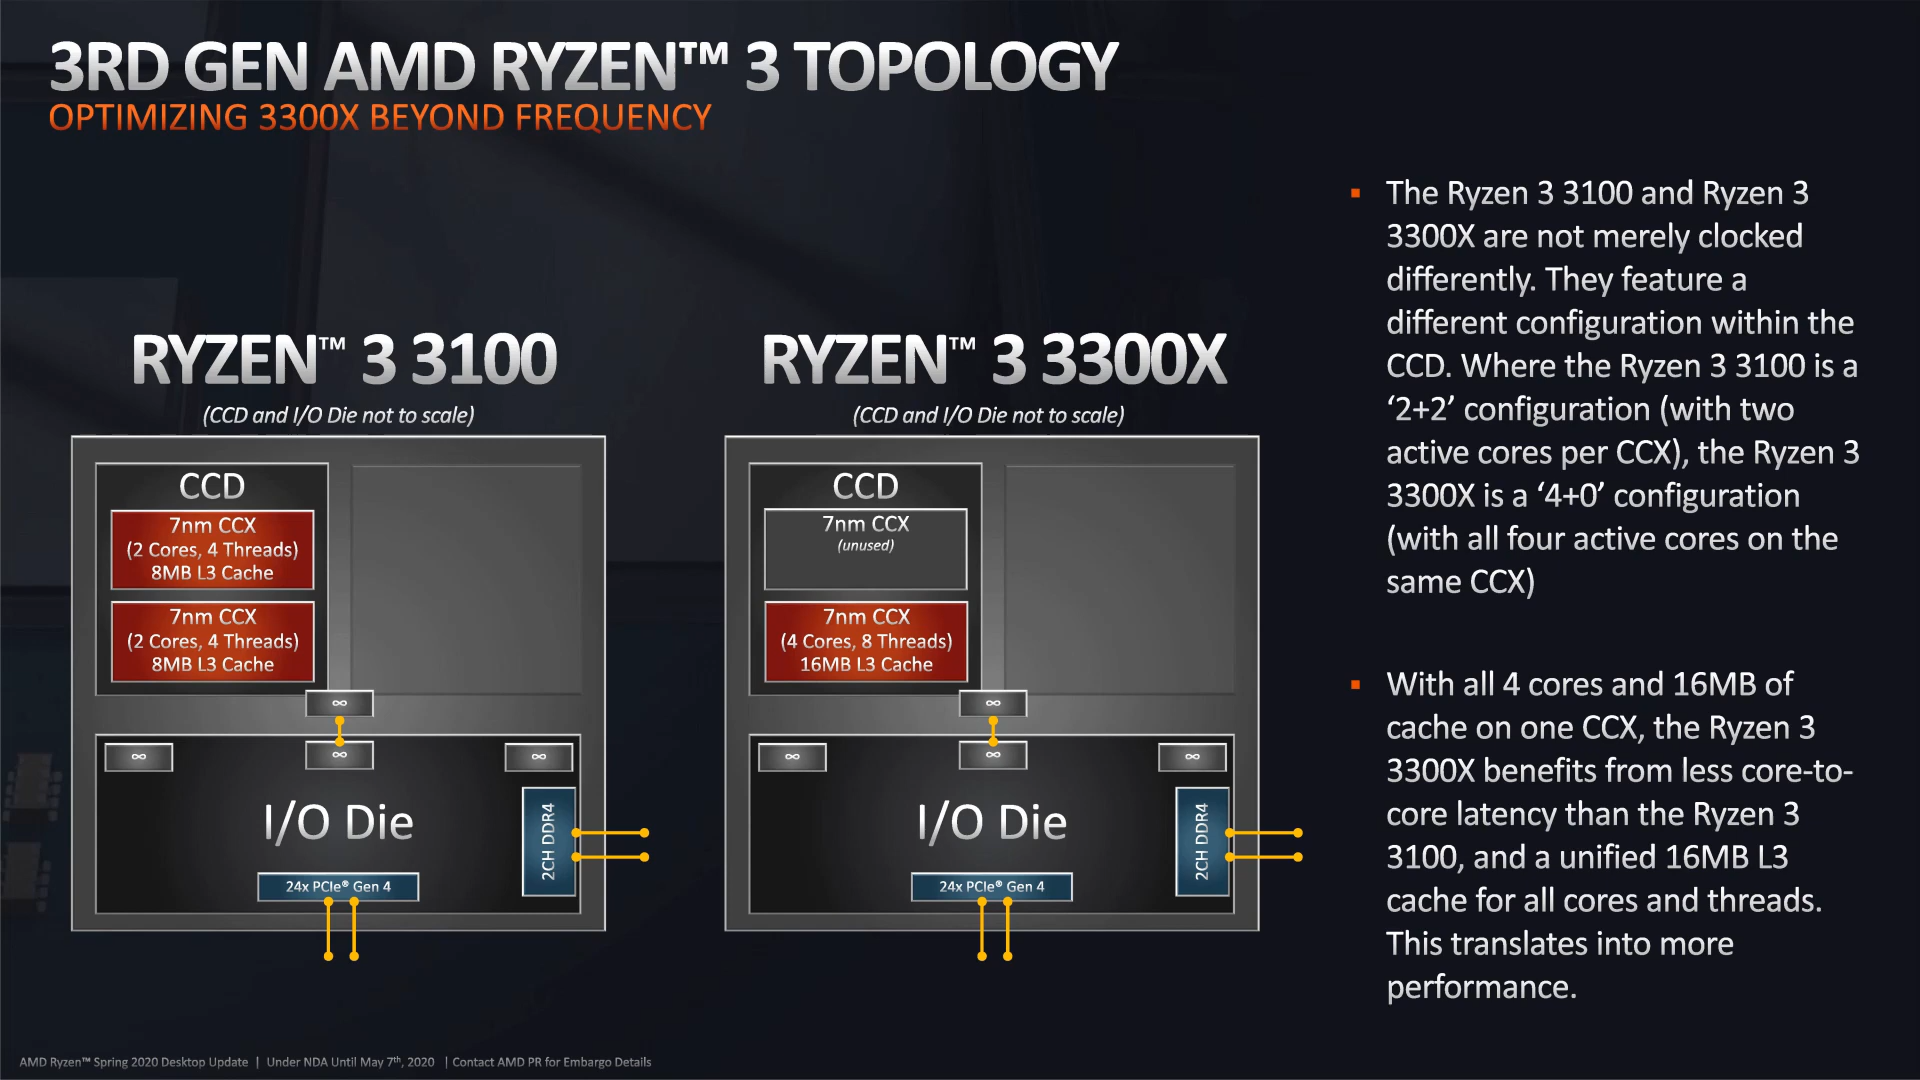 3RD GEN AMD RYZEN™ 3 TOPOLOGY
OPTIMIZING 3300X BEYOND FREQUENCY
RYZEN™ 3 3100
(CCD and I/O Die not to scale)
CCD
7nm CCX
(2 Cores, 4 Threads)
8MB L3 Cache
7nm CCX
(2 Cores, 4 Threads)
8MB L3 Cache
∞
∞
∞
∞
I/O Die
2CH DDR4
24x PCIe® Gen 4
RYZEN™ 3 3300X
(CCD and I/O Die not to scale)
CCD
7nm CCX
(unused)
7nm CCX
(4 Cores, 8 Threads)
16MB L3 Cache
∞
∞
∞
∞
I/O Die
2CH DDR4
24x PCIe® Gen 4
▪ The Ryzen 3 3100 and Ryzen 3
3300X are not merely clocked
differently. They feature a
different configuration within the
CCD. Where the Ryzen 3 3100 is a
‘2+2’ configuration (with two
active cores per CCX), the Ryzen 3
3300X is a ‘4+0’ configuration
(with all four active cores on the
same CCX)
▪ With all 4 cores and 16MB of
cache on one CCX, the Ryzen 3
3300X benefits from less core-to-
core latency than the Ryzen 3
3100, and a unified 16MB L3
cache for all cores and threads.
This translates into more
performance.
AMD Ryzen™ Spring 2020 Desktop Update | Under NDA Until May 7th, 2020 | Contact AMD PR for Embargo Details